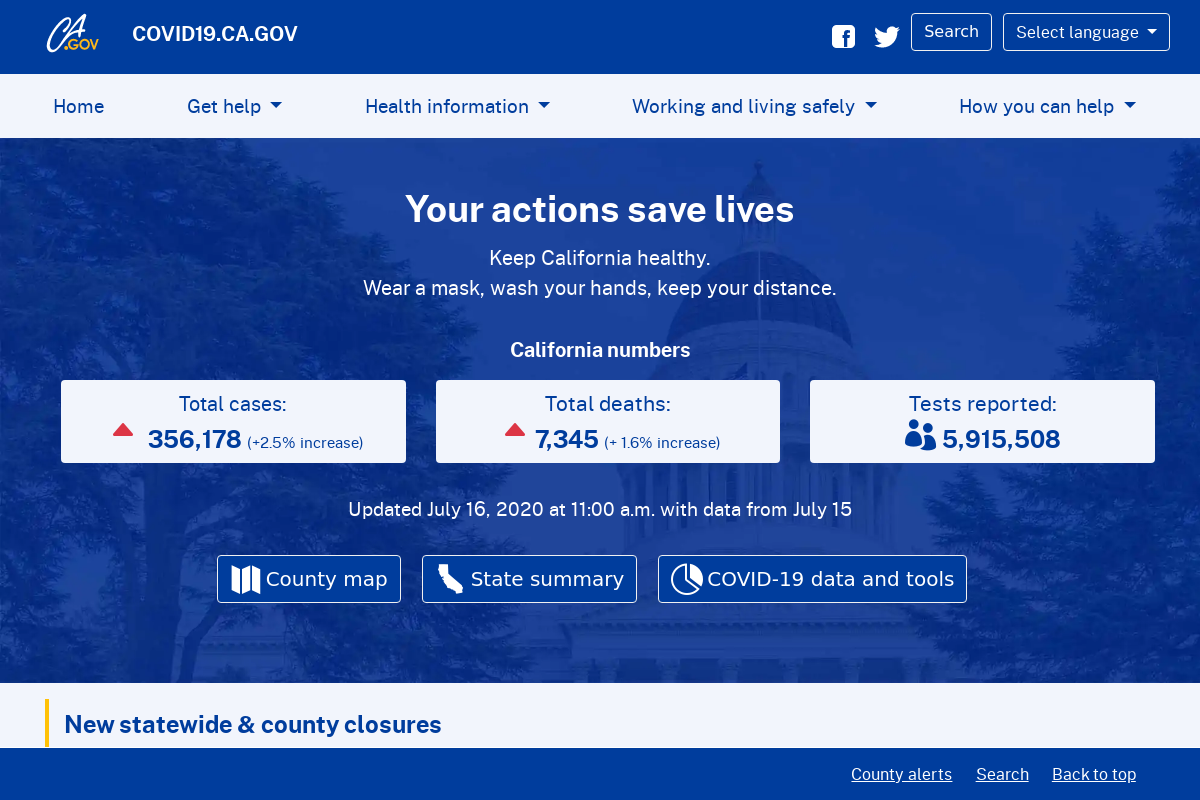 CA
.GOV
COVID19.CA.GOV
Search
Select language
Home
Get help
Health information
Working and living safely
How you can help
Your actions save lives
Keep California healthy.
Wear a mask, wash your hands, keep your distance.
California numbers
Total cases:
356,178 (+2.5% increase)
Total deaths:
7,345 (+ 1.6% increase)
Tests reported:
5,915,508
Updated July 16, 2020 at 11:00 a.m. with data from July 15
County map
State summary
COVID-19 data and tools
New statewide & county closures
County alerts
Search
Back to top